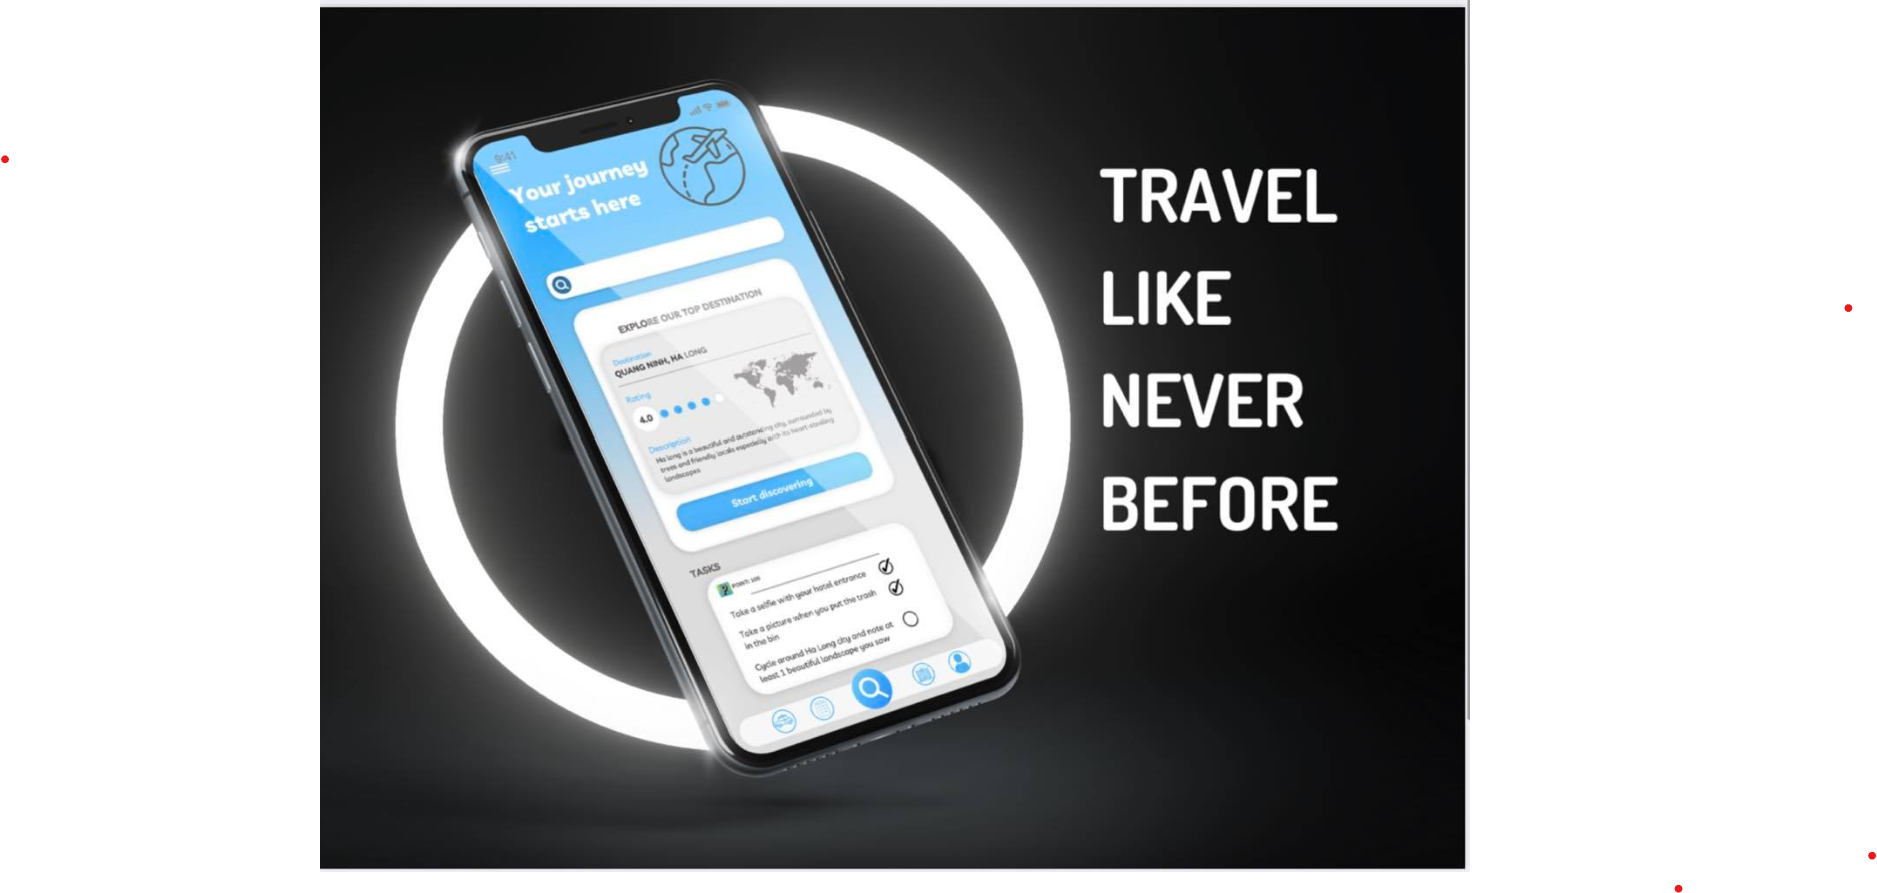 9:41
Your journey
starts here
EXPLORE OUR TOP DESTINATION
Destination
QUANG NINH, HA LONG
Rating
4.0
Description
Ha long is a beautiful and outstanding city, surrounded by
trees and friendly locals especially with its heart-stealing
landscapes
Start discovering
TASKS
POINT: 100
Take a selfie with your hotel entrance
Take a picture when you put the trash
in the bin
Cycle around Ha Long city and note at
least 1 beautiful landscape you saw
TRAVEL
LIKE
NEVER
BEFORE